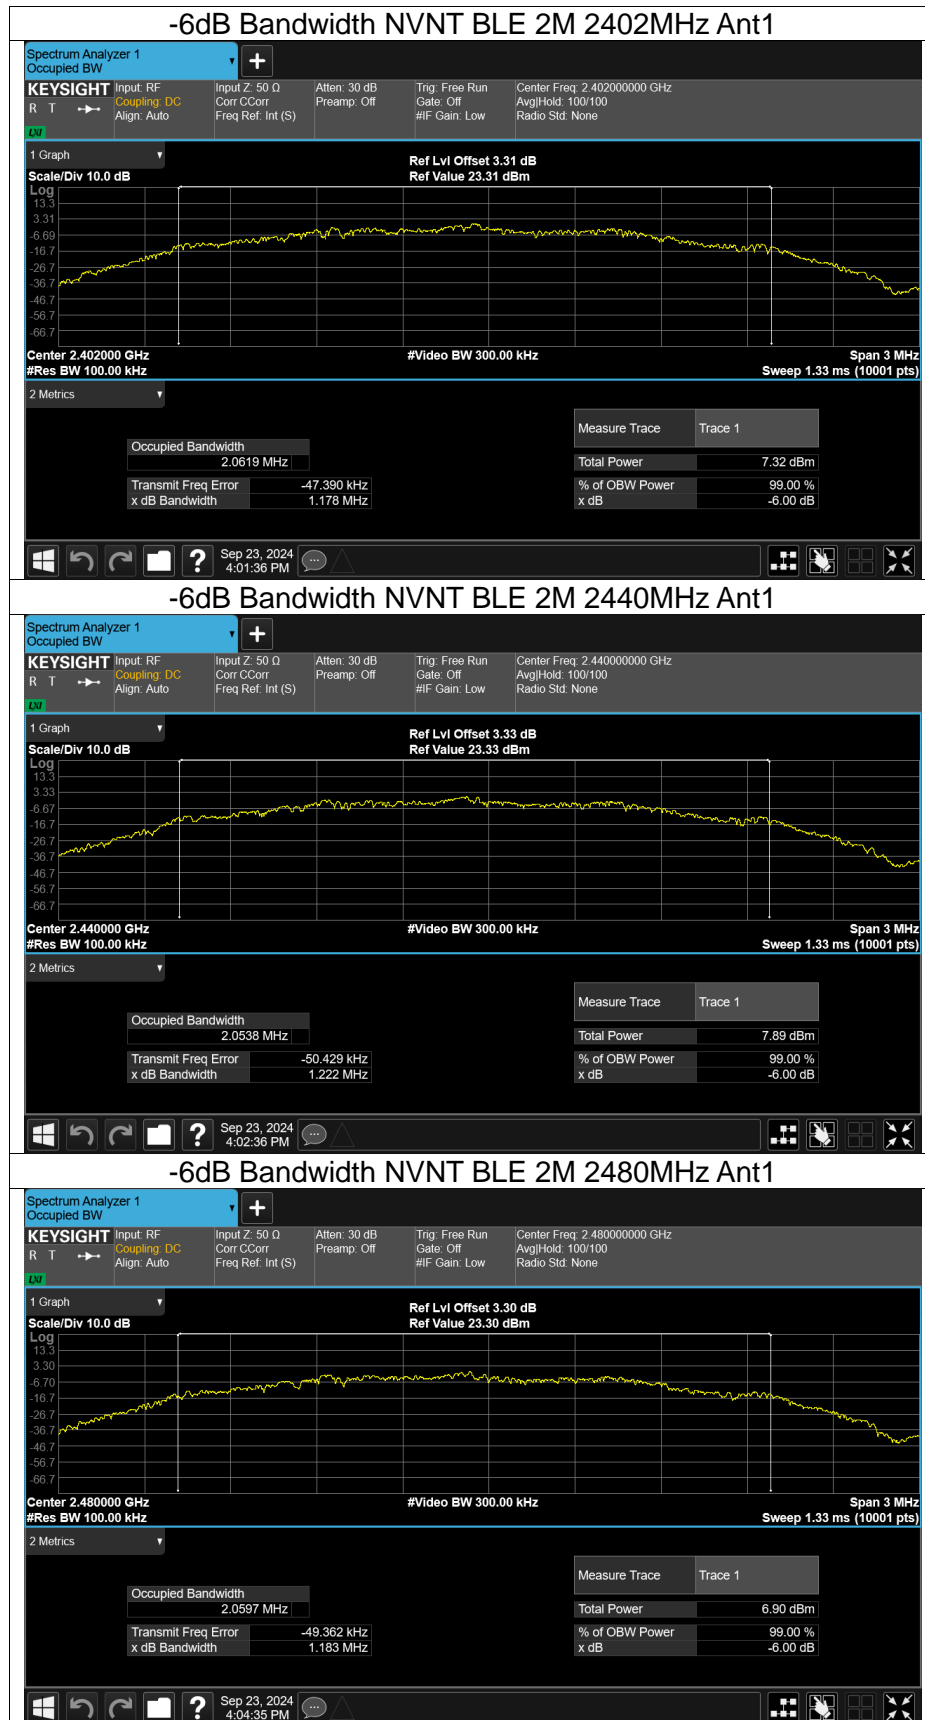 -6dB Bandwidth NVNT BLE 2M 2402MHz Ant1
Spectrum Analyzer 1
Occupied BW
+
KEYSIGHT
R T
LXI
Input: RF
Coupling: DC
Align: Auto
Input Z: 50 Ω
Corr CCorr
Freq Ref: Int (S)
Atten: 30 dB
Preamp: Off
Trig: Free Run
Gate: Off
#IF Gain: Low
Center Freq: 2.402000000 GHz
Avg|Hold: 100/100
Radio Std: None
1 Graph
Scale/Div 10.0 dB
Ref Lvl Offset 3.31 dB
Ref Value 23.31 dBm
Log
13.3
3.31
-6.69
-16.7
-26.7
-36.7
-46.7
-56.7
-66.7
Center 2.402000 GHz
#Res BW 100.00 kHz
#Video BW 300.00 kHz
Span 3 MHz
Sweep 1.33 ms (10001 pts)
2 Metrics
Measure Trace Trace 1
Occupied Bandwidth
2.0619 MHz
Total Power 7.32 dBm
Transmit Freq Error -47.390 kHz
% of OBW Power 99.00 %
x dB Bandwidth 1.178 MHz
x dB -6.00 dB
?
Sep 23, 2024
4:01:36 PM
-6dB Bandwidth NVNT BLE 2M 2440MHz Ant1
Spectrum Analyzer 1
Occupied BW
+
KEYSIGHT
R T
LXI
Input: RF
Coupling: DC
Align: Auto
Input Z: 50 Ω
Corr CCorr
Freq Ref: Int (S)
Atten: 30 dB
Preamp: Off
Trig: Free Run
Gate: Off
#IF Gain: Low
Center Freq: 2.440000000 GHz
Avg|Hold: 100/100
Radio Std: None
1 Graph
Scale/Div 10.0 dB
Ref Lvl Offset 3.33 dB
Ref Value 23.33 dBm
Log
13.3
3.33
-6.67
-16.7
-26.7
-36.7
-46.7
-56.7
-66.7
Center 2.440000 GHz
#Res BW 100.00 kHz
#Video BW 300.00 kHz
Span 3 MHz
Sweep 1.33 ms (10001 pts)
2 Metrics
Measure Trace Trace 1
Occupied Bandwidth
2.0538 MHz
Total Power 7.89 dBm
Transmit Freq Error -50.429 kHz
% of OBW Power 99.00 %
x dB Bandwidth 1.222 MHz
x dB -6.00 dB
?
Sep 23, 2024
4:02:36 PM
-6dB Bandwidth NVNT BLE 2M 2480MHz Ant1
Spectrum Analyzer 1
Occupied BW
+
KEYSIGHT
R T
LXI
Input: RF
Coupling: DC
Align: Auto
Input Z: 50 Ω
Corr CCorr
Freq Ref: Int (S)
Atten: 30 dB
Preamp: Off
Trig: Free Run
Gate: Off
#IF Gain: Low
Center Freq: 2.480000000 GHz
Avg|Hold: 100/100
Radio Std: None
1 Graph
Scale/Div 10.0 dB
Ref Lvl Offset 3.30 dB
Ref Value 23.30 dBm
Log
13.3
3.30
-6.70
-16.7
-26.7
-36.7
-46.7
-56.7
-66.7
Center 2.480000 GHz
#Res BW 100.00 kHz
#Video BW 300.00 kHz
Span 3 MHz
Sweep 1.33 ms (10001 pts)
2 Metrics
Measure Trace Trace 1
Occupied Bandwidth
2.0597 MHz
Total Power 6.90 dBm
Transmit Freq Error -49.362 kHz
% of OBW Power 99.00 %
x dB Bandwidth 1.183 MHz
x dB -6.00 dB
?
Sep 23, 2024
4:04:35 PM